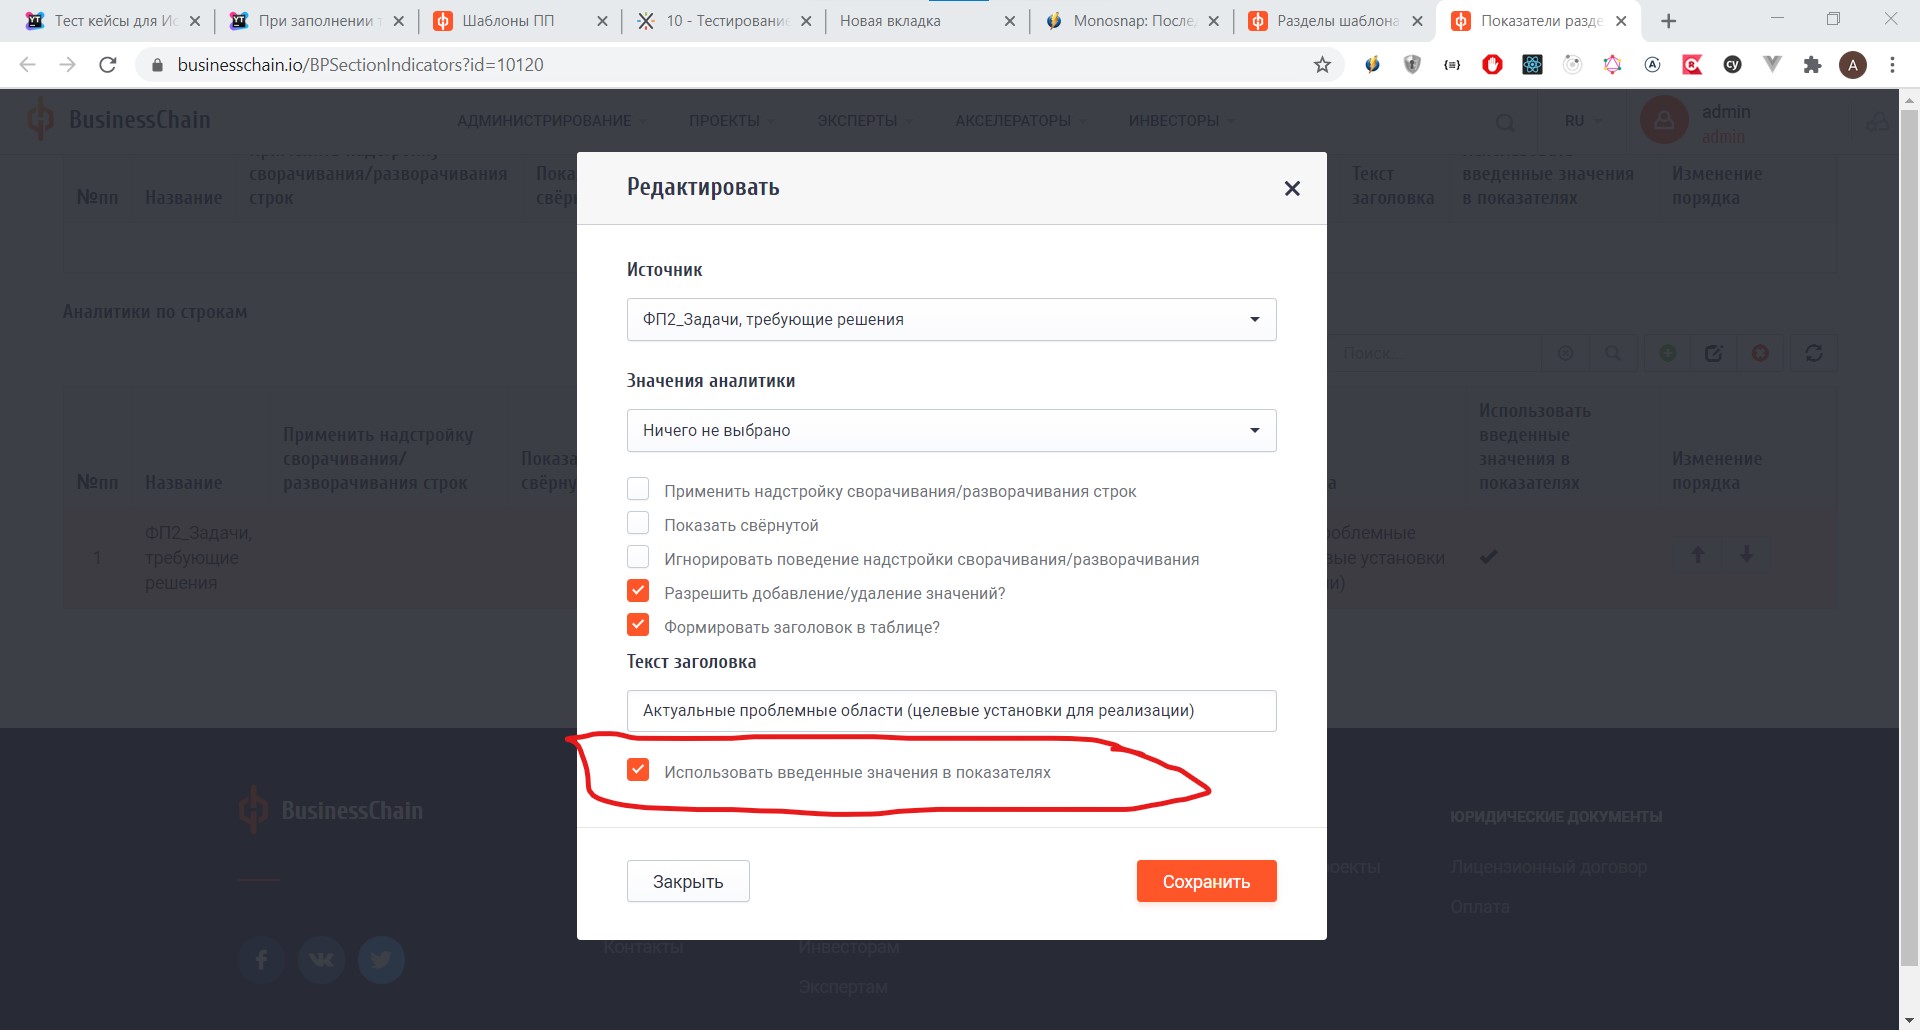 Тест кейсы для Ис
При заполнении т
Шаблоны ПП
10 - Тестирование
Новая вкладка
Monosnap: После
Разделы шаблона
Показатели разде
businesschain.io/BPSectionIndicators?id=10120
A
BusinessChain
АДМИНИСТРИРОВАНИЕ
ПРОЕКТЫ
ЭКСПЕРТЫ
АКСЕЛЕРАТОРЫ
ИНВЕСТОРЫ
RU
admin
admin
№пп
Название
сворачивания/разворачивания
строк
Пока
свёр
Текст
заголовка
введенные значения
в показателях
Изменение
порядка
Аналитики по строкам
Поиск...
№пп
Название
Применить надстройку
сворачивания/
разворачивания строк
Показа
свёрну
Использовать
введенные
значения в
показателях
Изменение
порядка
1
ФП2_Задачи,
требующие
решения
роблемные
вые установки
и)
Редактировать
Источник
ФП2_Задачи, требующие решения
Значения аналитики
Ничего не выбрано
Применить надстройку сворачивания/разворачивания строк
Показать свёрнутой
Игнорировать поведение надстройки сворачивания/разворачивания
Разрешить добавление/удаление значений?
Формировать заголовок в таблице?
Текст заголовка
Актуальные проблемные области (целевые установки для реализации)
Использовать введенные значения в показателях
Закрыть
Сохранить
BusinessChain
Контакты
Инвесторам
Экспертам
роекты
ЮРИДИЧЕСКИЕ ДОКУМЕНТЫ
Лицензионный договор
Оплата